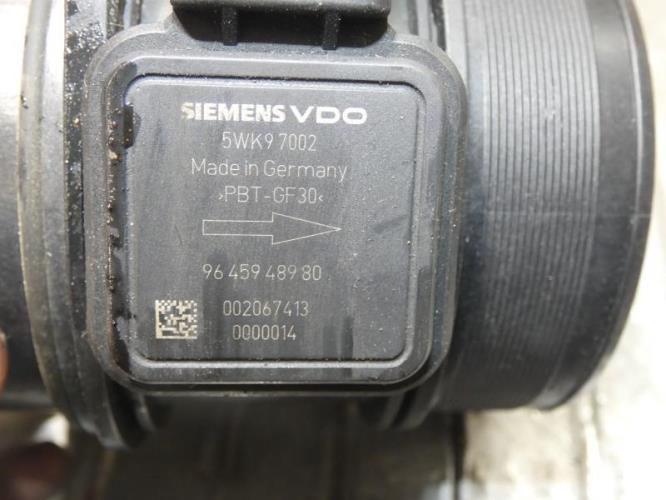 SIEMENS VDO
5WK9 7002
Made in Germany
>PBT-GF30<
96 459 489 80
002067413
0000014